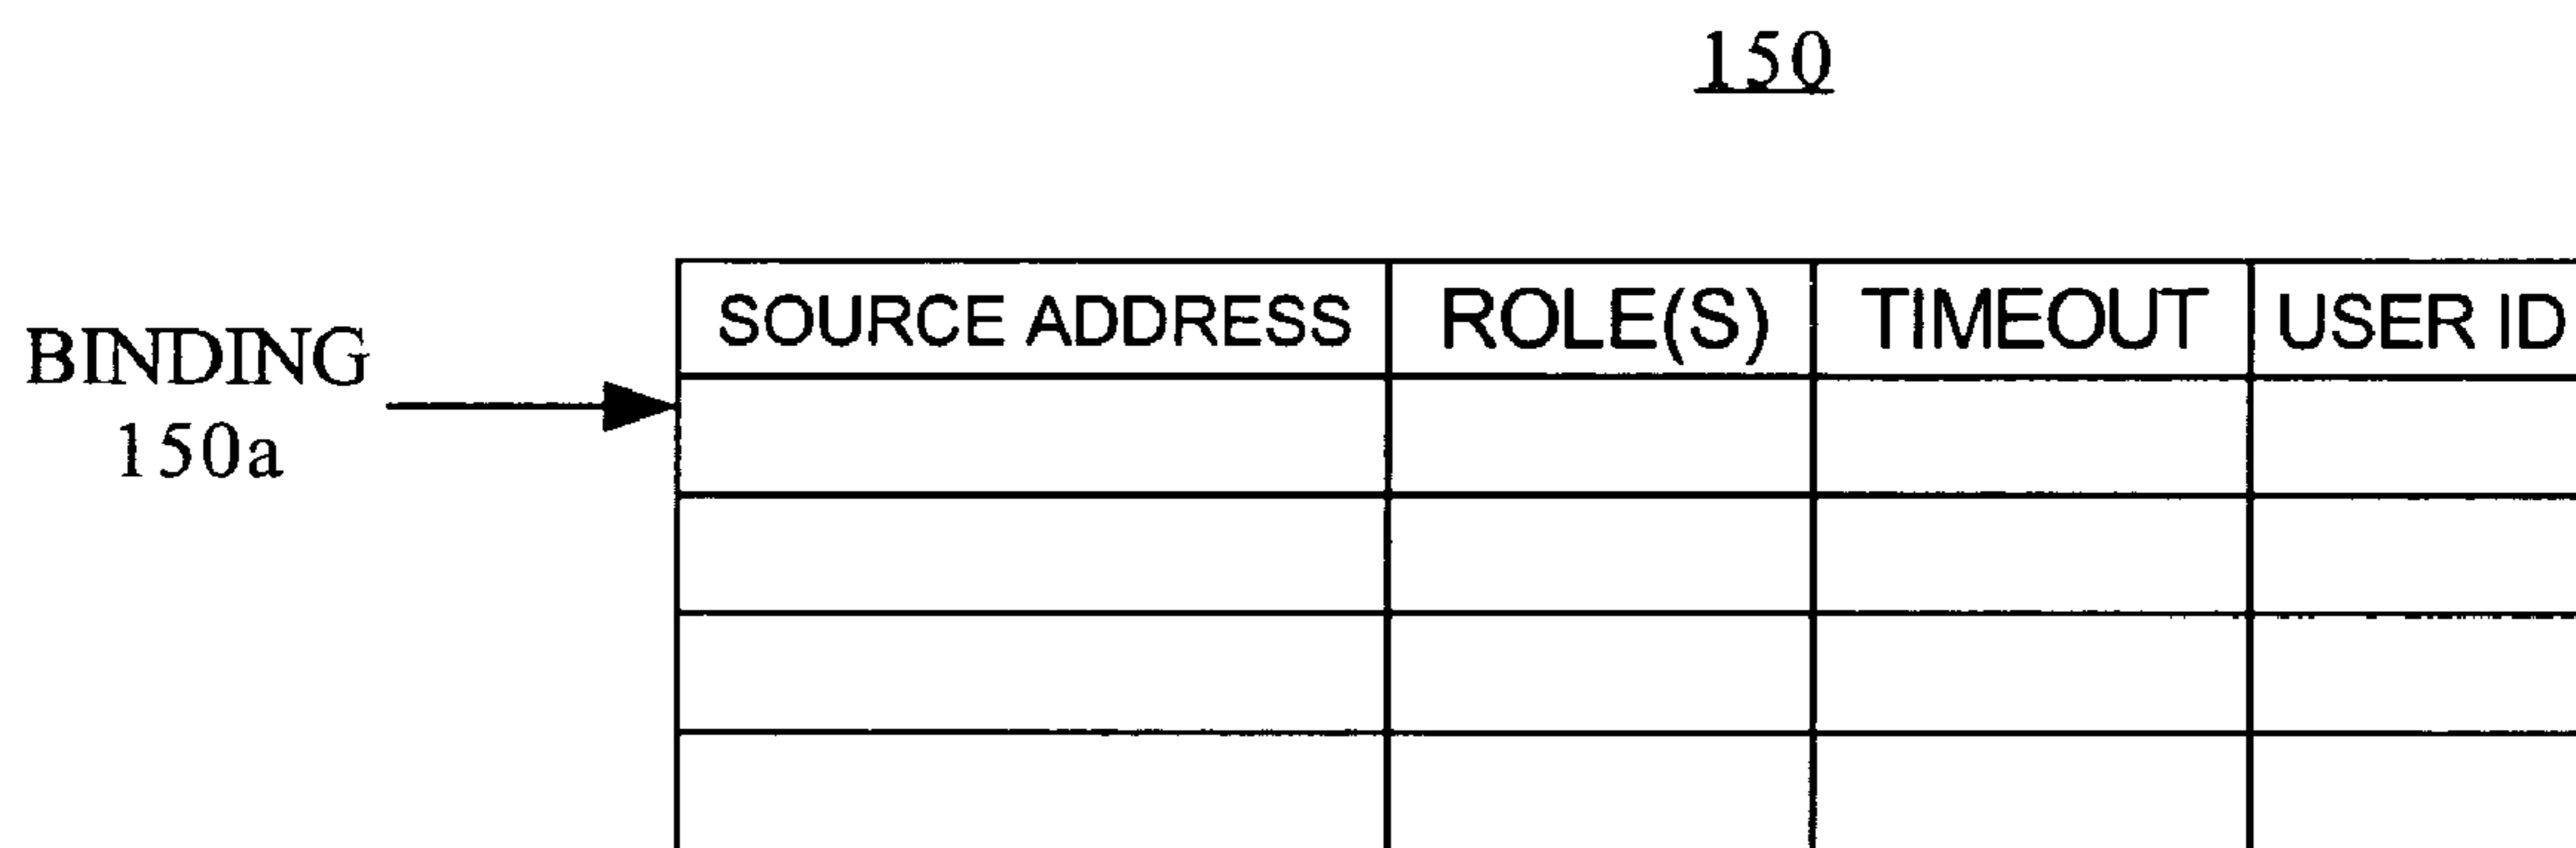 150
SOURCE ADDRESS ROLE(S) TIMEOUT USER ID
BINDING
150a